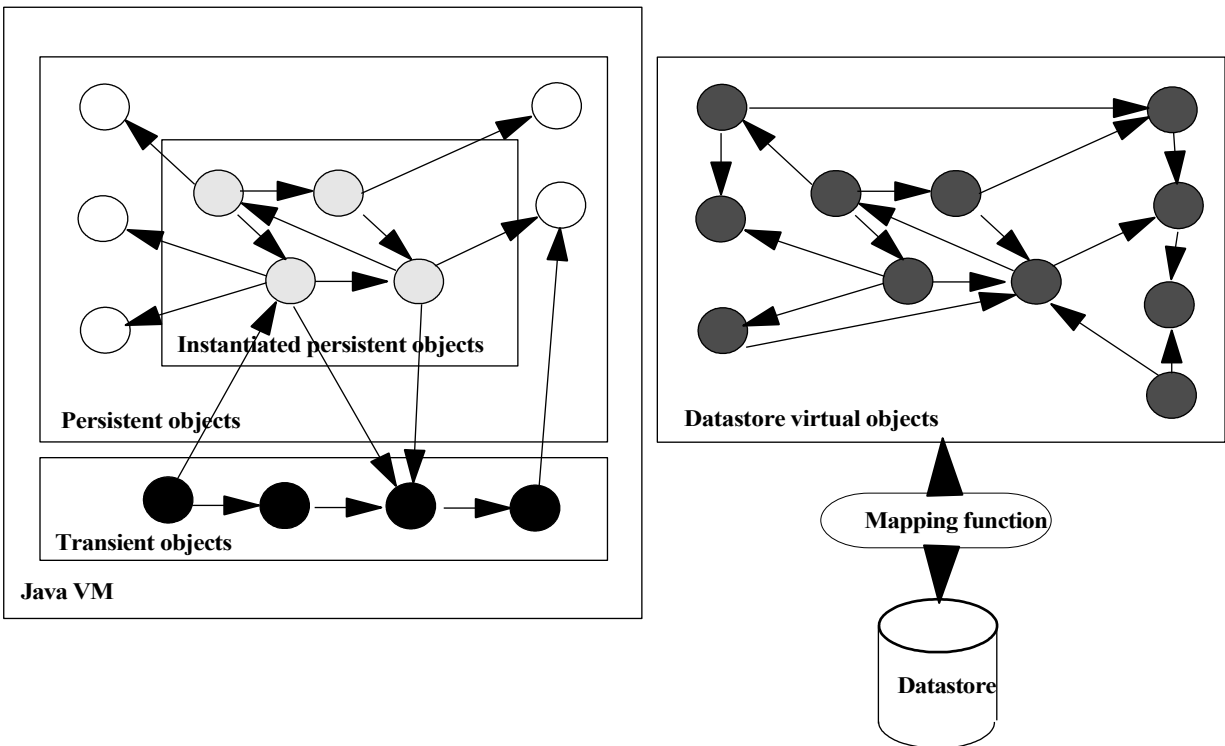 Instantiated persistent objects
Persistent objects
Transient objects
Java VM
Datastore virtual objects
Mapping function
Datastore